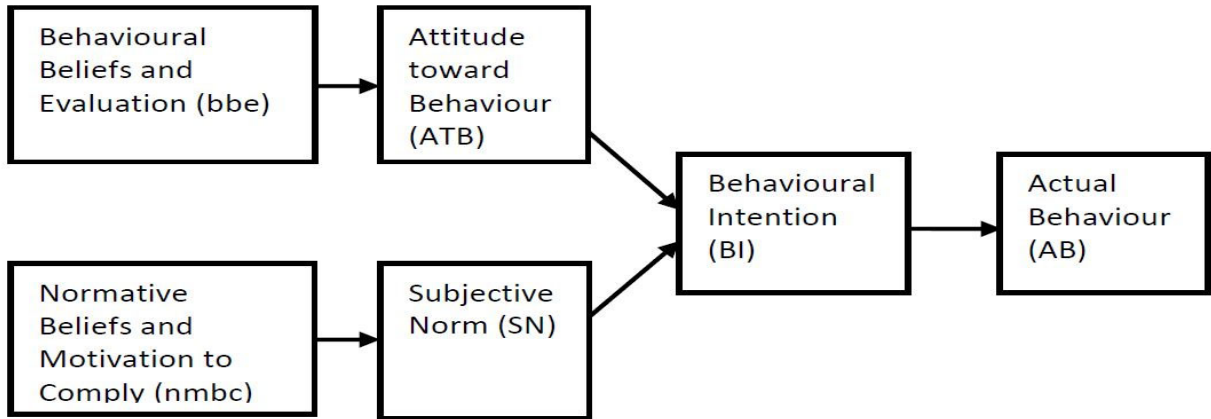 Behavioural
Beliefs and
Evaluation (bbe)
Attitude
toward
Behaviour
(ATB)
Normative
Beliefs and
Motivation to
Comply (nmbc)
Subjective
Norm (SN)
Behavioural
Intention
(BI)
Actual
Behaviour
(AB)